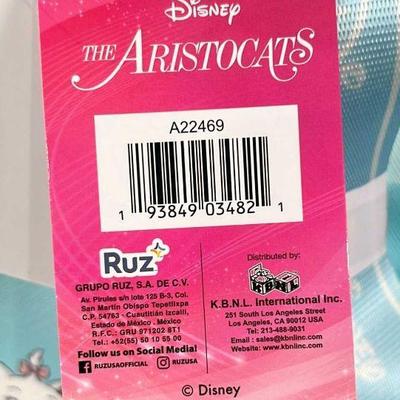 Disney
THE ARISTOCATS
A22469
1 93849 03482 1
Ruz
GRUPO RUZ, S.A. DE C.V.
Av. Pirules s/n lote 125 B-3, Col.
San Martin Obispo Tepetlixpa
C.P. 54763 - Cuautitlán Izcalli,
Estado de México - México
R.F.C.: GRU 971202 8T1
Tel.: +52(55) 50 10 55 00
Follow us on Social Media!
RUZUSAOFFICIAL RUZUSA
Distributed by:
KBNL
K.B.N.L. International Inc.
251 South Los Angeles Street
Los Angeles, CA 90012 USA
Tel: 213-488-9031
Email : sales@kbnlinc.com
www.kbnlinc.com
© Disney